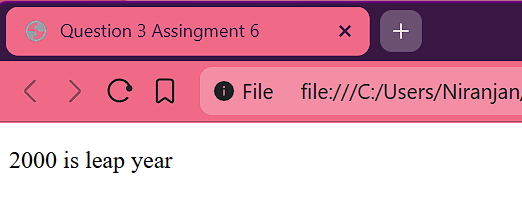 Question 3 Assingment 6
File file:///C:/Users/Niranjan/
2000 is leap year